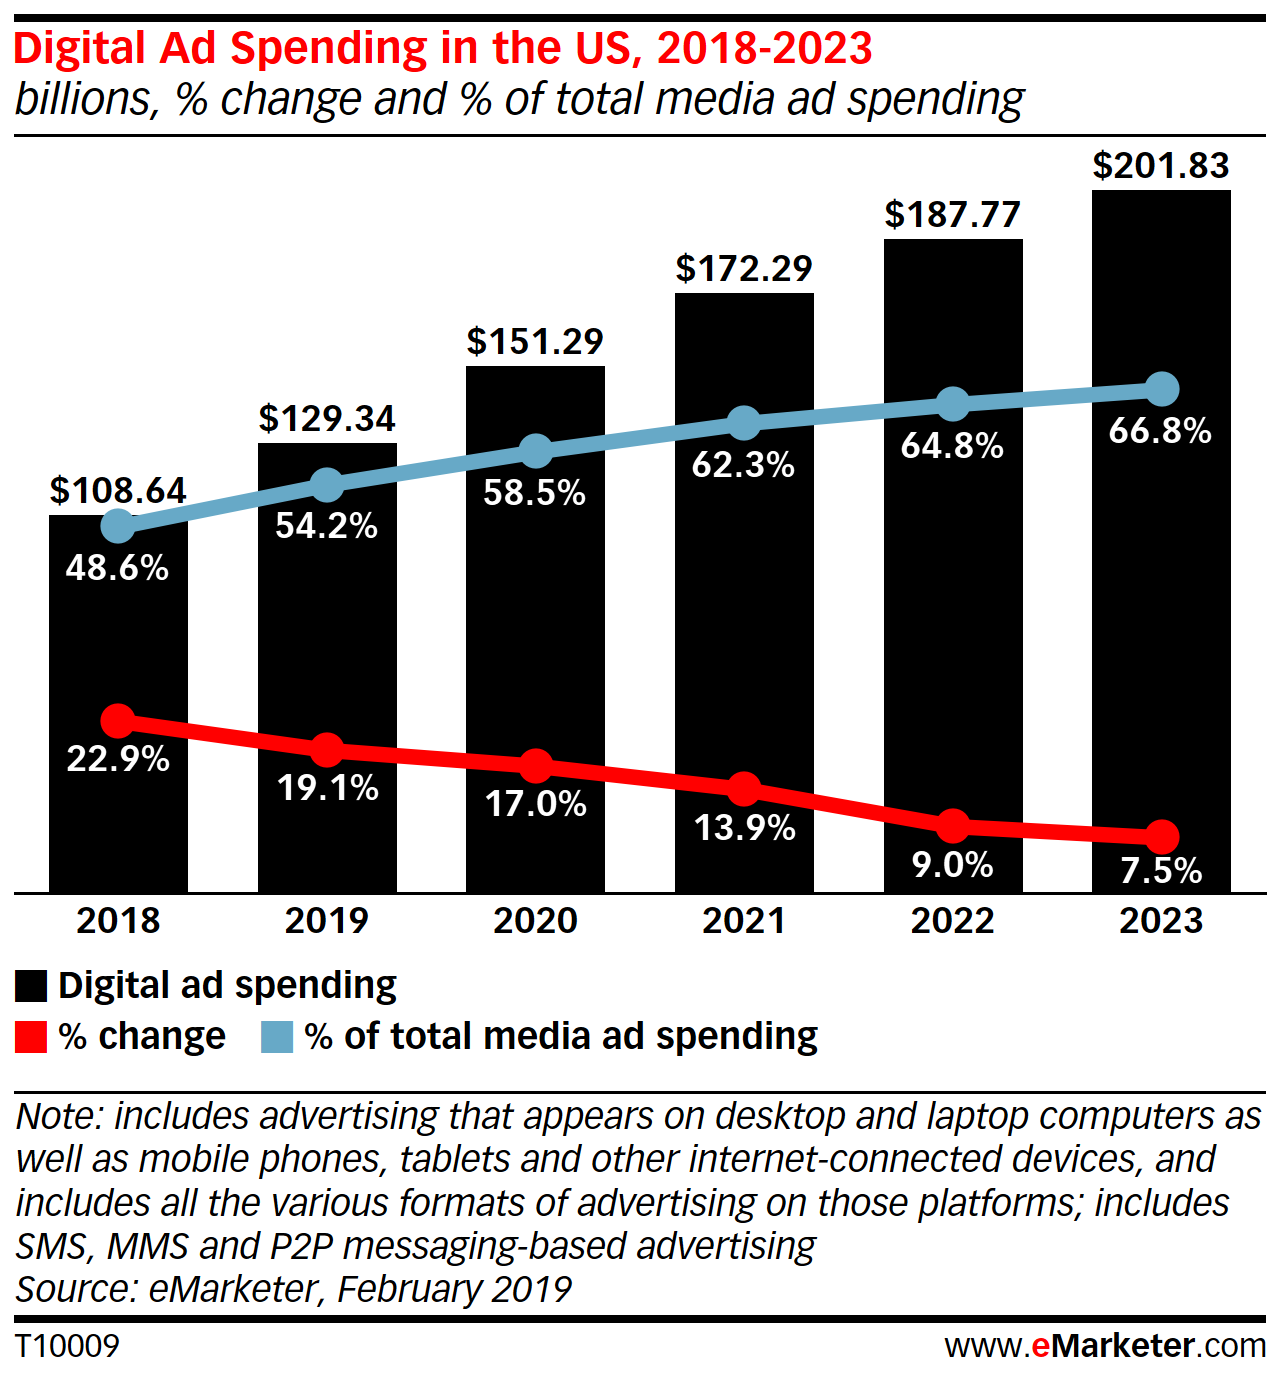 Digital Ad Spending in the US, 2018-2023
billions, % change and % of total media ad spending
$201.83
$187.77
$172.29
$151.29
$129.34
$108.64
66.8%
64.8%
62.3%
58.5%
54.2%
48.6%
22.9%
19.1%
17.0%
13.9%
9.0%
7.5%
2018 2019 2020 2021 2022 2023
Digital ad spending
% change % of total media ad spending
Note: includes advertising that appears on desktop and laptop computers as
well as mobile phones, tablets and other internet-connected devices, and
includes all the various formats of advertising on those platforms; includes
SMS, MMS and P2P messaging-based advertising
Source: eMarketer, February 2019
T10009 www.eMarketer.com